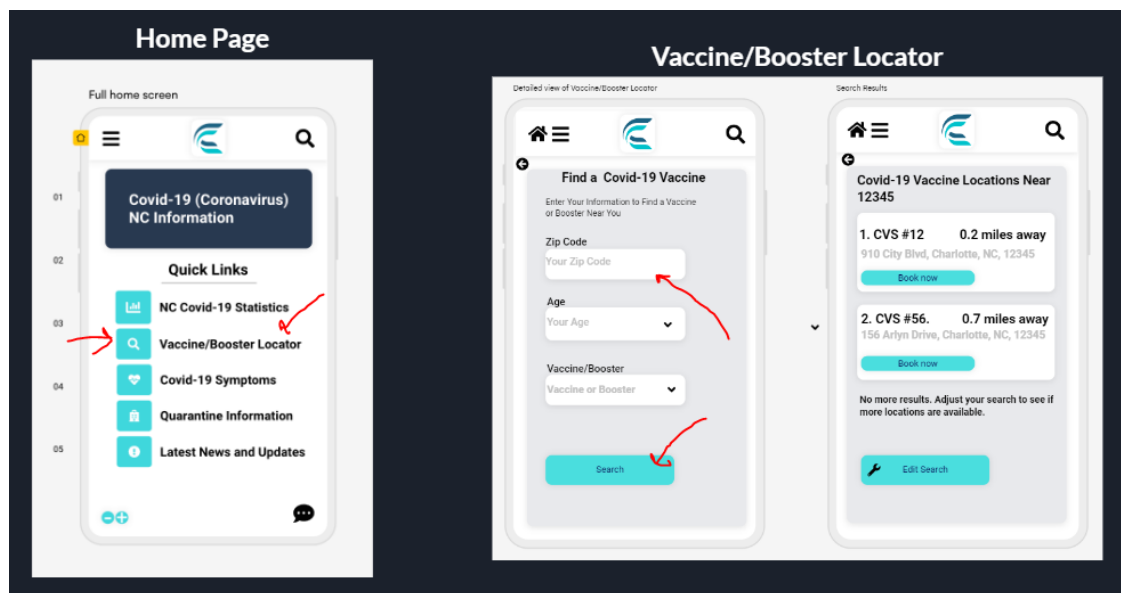 Home Page
Full home screen
01
Covid-19 (Coronavirus)
NC Information
02
Quick Links
NC Covid-19 Statistics
03
Vaccine/Booster Locator
04
Covid-19 Symptoms
Quarantine Information
05
Latest News and Updates
Vaccine/Booster Locator
Detailed view of Vaccine/Booster Locator
Find a Covid-19 Vaccine
Enter Your Information to Find a Vaccine
or Booster Near You
Zip Code
Your Zip Code
Age
Your Age
Vaccine/Booster
Vaccine or Booster
Search
Search Results
Covid-19 Vaccine Locations Near
12345
1. CVS #12 0.2 miles away
910 City Blvd, Charlotte, NC, 12345
Book now
2. CVS #56. 0.7 miles away
156 Arlyn Drive, Charlotte, NC, 12345
Book now
No more results. Adjust your search to see if
more locations are available.
Edit Search